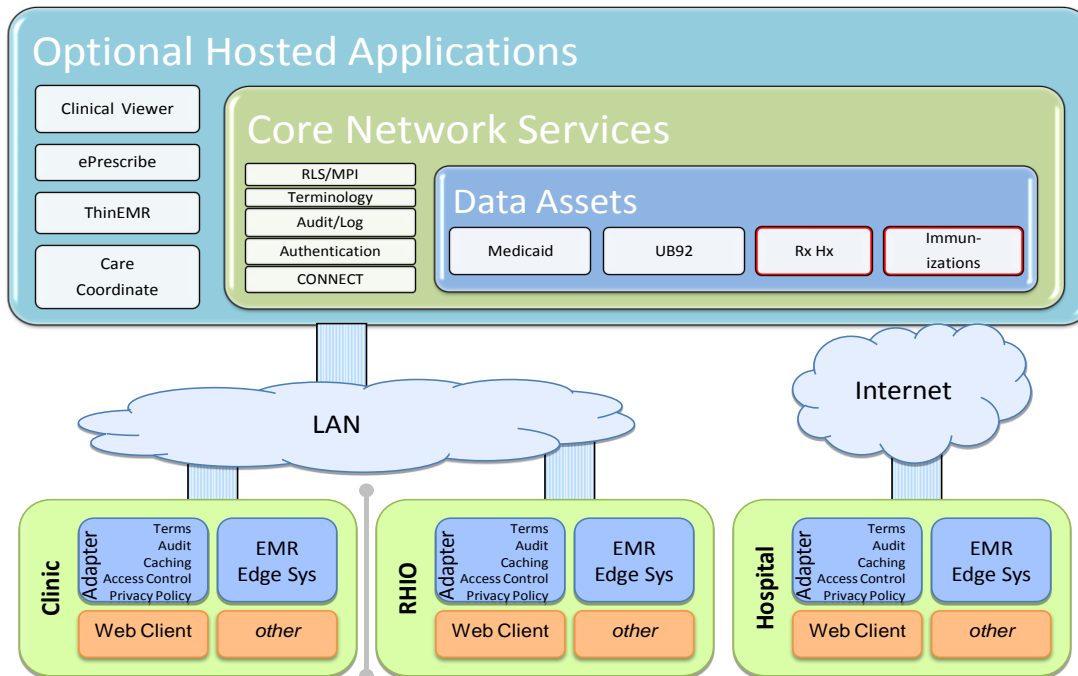 Optional Hosted Applications
Clinical Viewer
ePrescribe
ThinEMR
Care
Coordinate
Core Network Services
RLS/MPI
Terminology
Audit/Log
Authentication
CONNECT
Data Assets
Medicaid
UB92
Rx Hx
Immun-
izations
LAN
Internet
Clinic
Adapter
Terms
Audit
Caching
Access Control
Privacy Policy
EMR
Edge Sys
Web Client
other
RHIO
Adapter
Terms
Audit
Caching
Access Control
Privacy Policy
EMR
Edge Sys
Web Client
other
Hospital
Adapter
Terms
Audit
Caching
Access Control
Privacy Policy
EMR
Edge Sys
Web Client
other